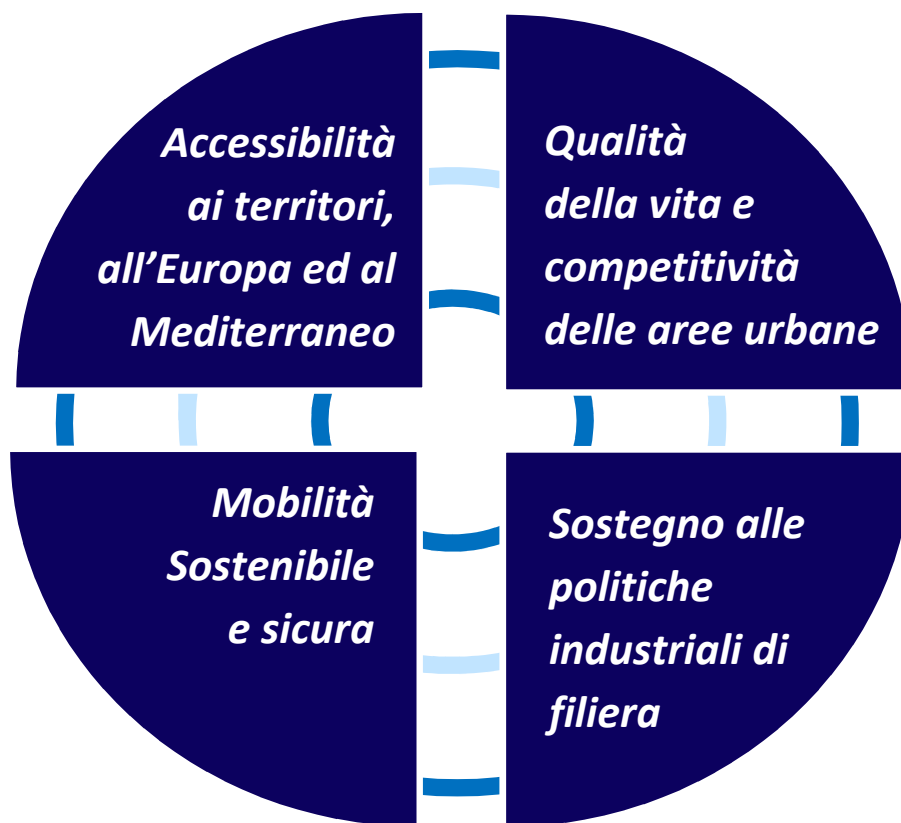 Accessibilità
ai territori,
all’Europa ed al
Mediterraneo
Qualità
della vita e
competitività
delle aree urbane
Mobilità
Sostenibile
e sicura
Sostegno alle
politiche
industriali di
filiera